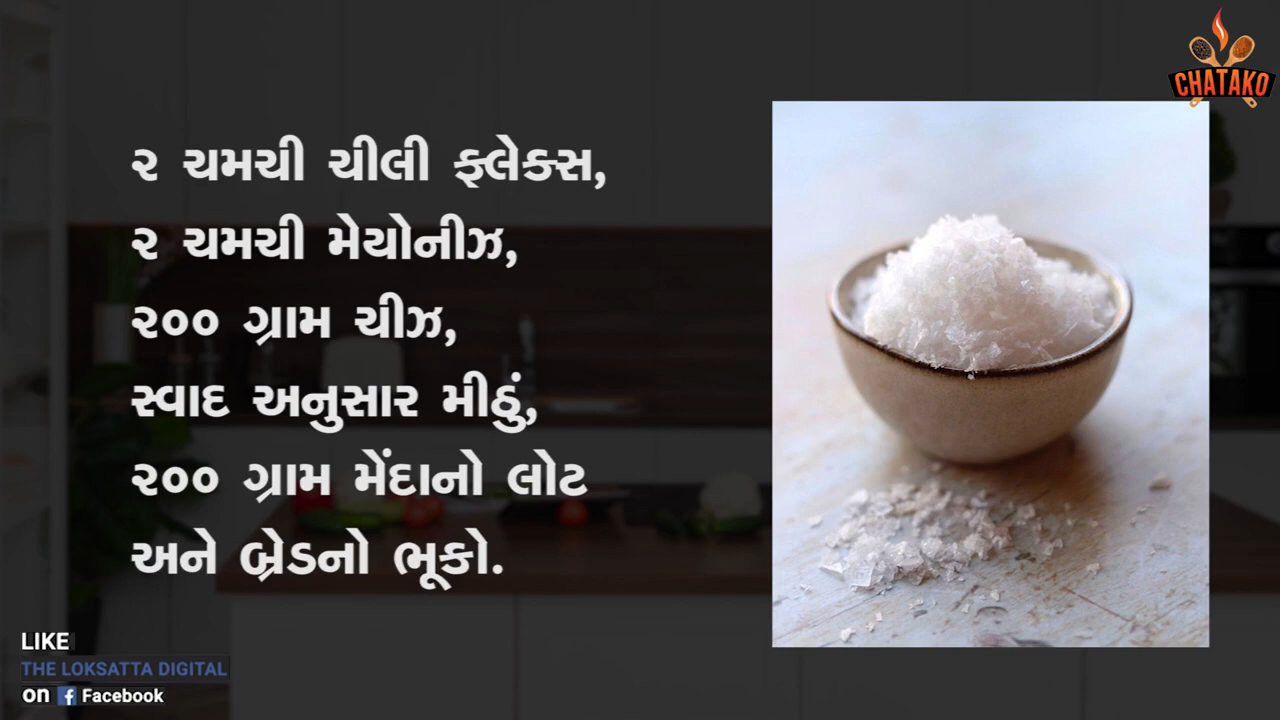 ૨ ચમચી ચીલી ફ્લેક્સ,
૨ ચમચી મેયોનીઝ,
૨૦૦ ગ્રામ ચીઝ,
સ્વાદ અનુસાર મીઠું,
૨૦૦ ગ્રામ મેંદાનો લોટ
અને બ્રેડનો ભૂકો.
CHATAKO
LIKE
THE LOKSATTA DIGITAL
on f Facebook